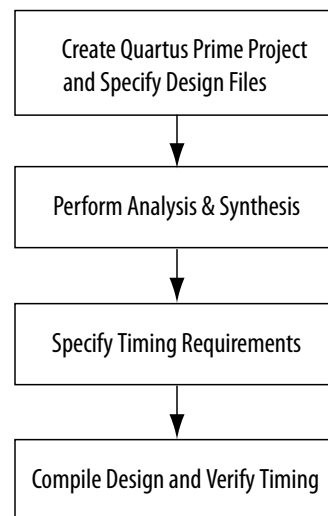 Create Quartus Prime Project
and Specify Design Files
Perform Analysis & Synthesis
Specify Timing Requirements
Compile Design and Verify Timing